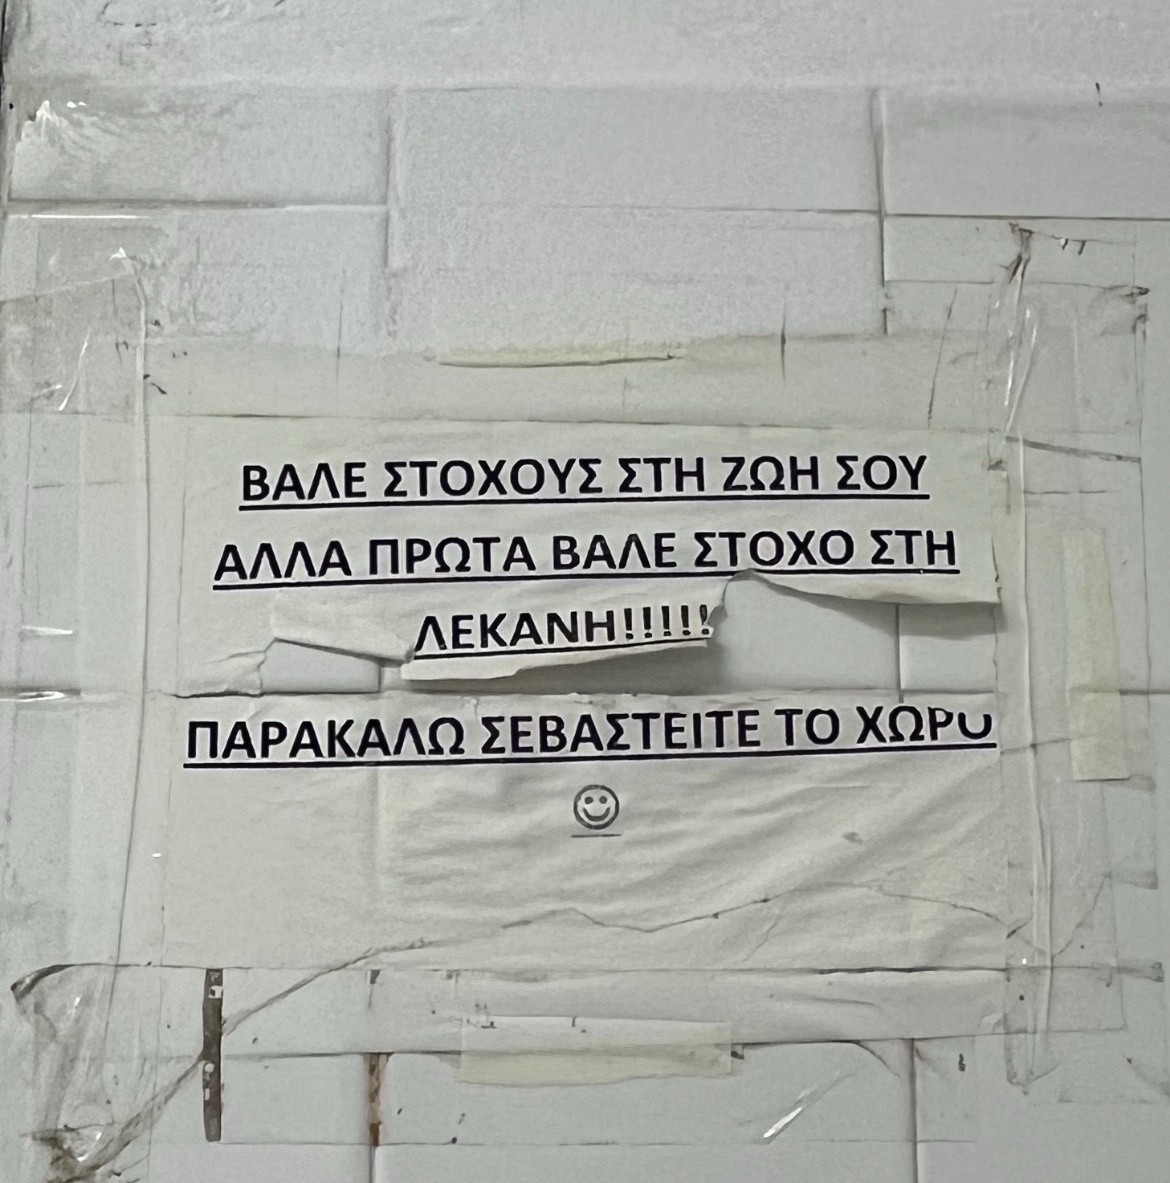 ΒΑΛΕ ΣΤΟΧΟΥΣ ΣΤΗ ΖΩΗ ΣΟΥ
ΑΛΛΑ ΠΡΩΤΑ ΒΑΛΕ ΣΤΟΧΟ ΣΤΗ
ΛΕΚΑΝΗ!!!!!
ΠΑΡΑΚΑΛΩ ΣΕΒΑΣΤΕΙΤΕ ΤΟ ΧΩΡΟ